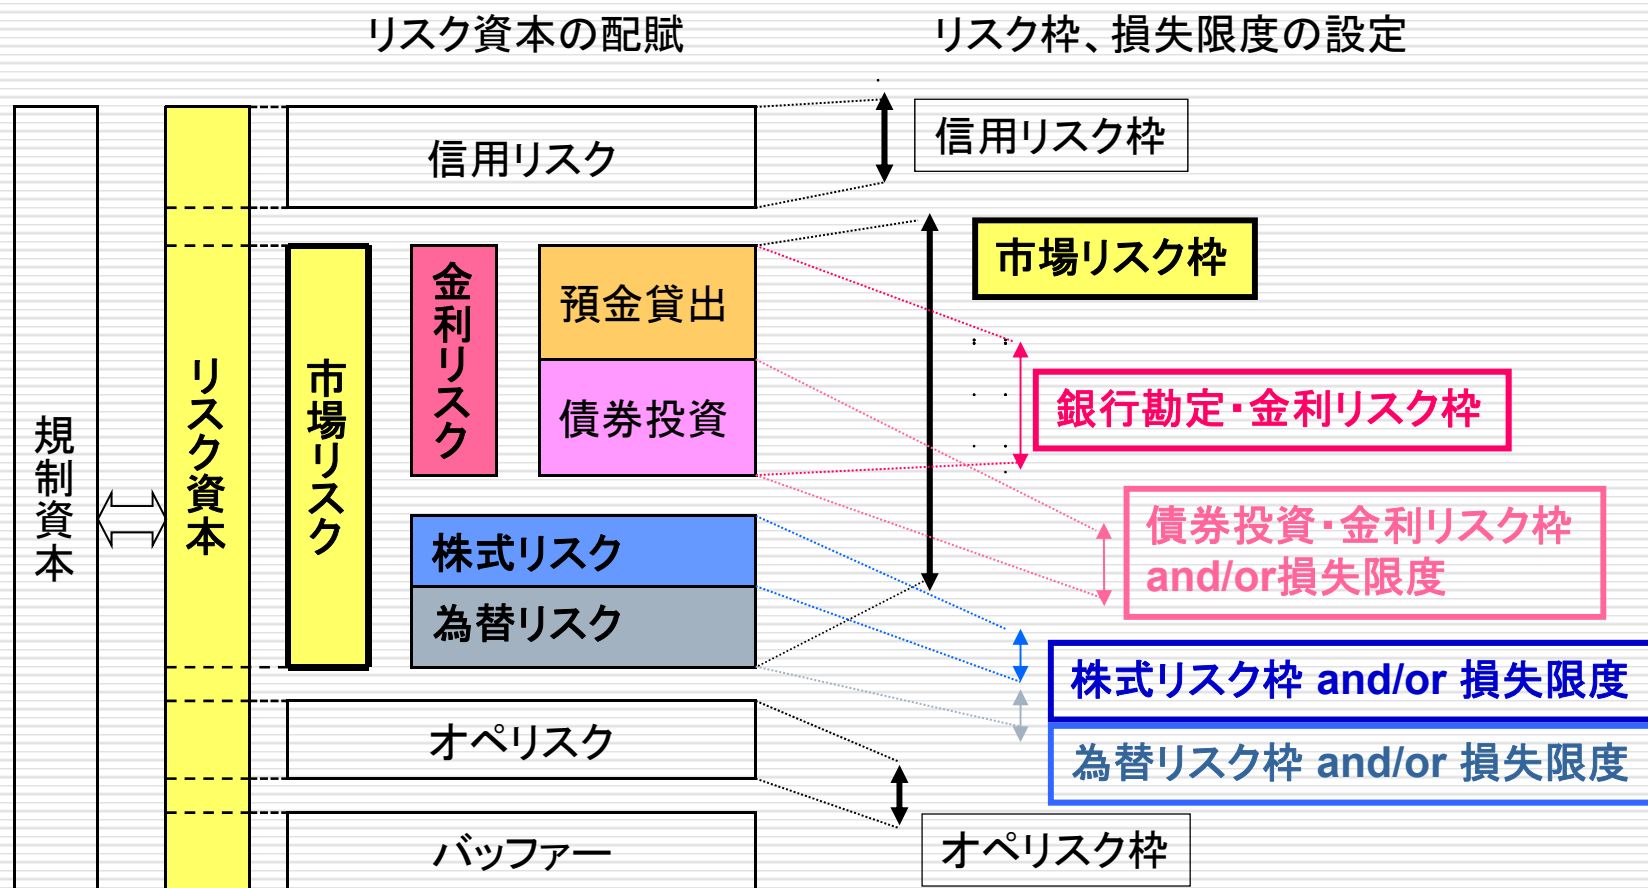 リスク資本の配賦
リスク枠、損失限度の設定
規制資本
リスク資本
信用リスク
信用リスク枠
市場リスク
金利リスク
預金貸出
債券投資
株式リスク
為替リスク
市場リスク枠
銀行勘定・金利リスク枠
債券投資・金利リスク枠
and/or損失限度
株式リスク枠 and/or 損失限度
為替リスク枠 and/or 損失限度
オペリスク
オペリスク枠
バッファー